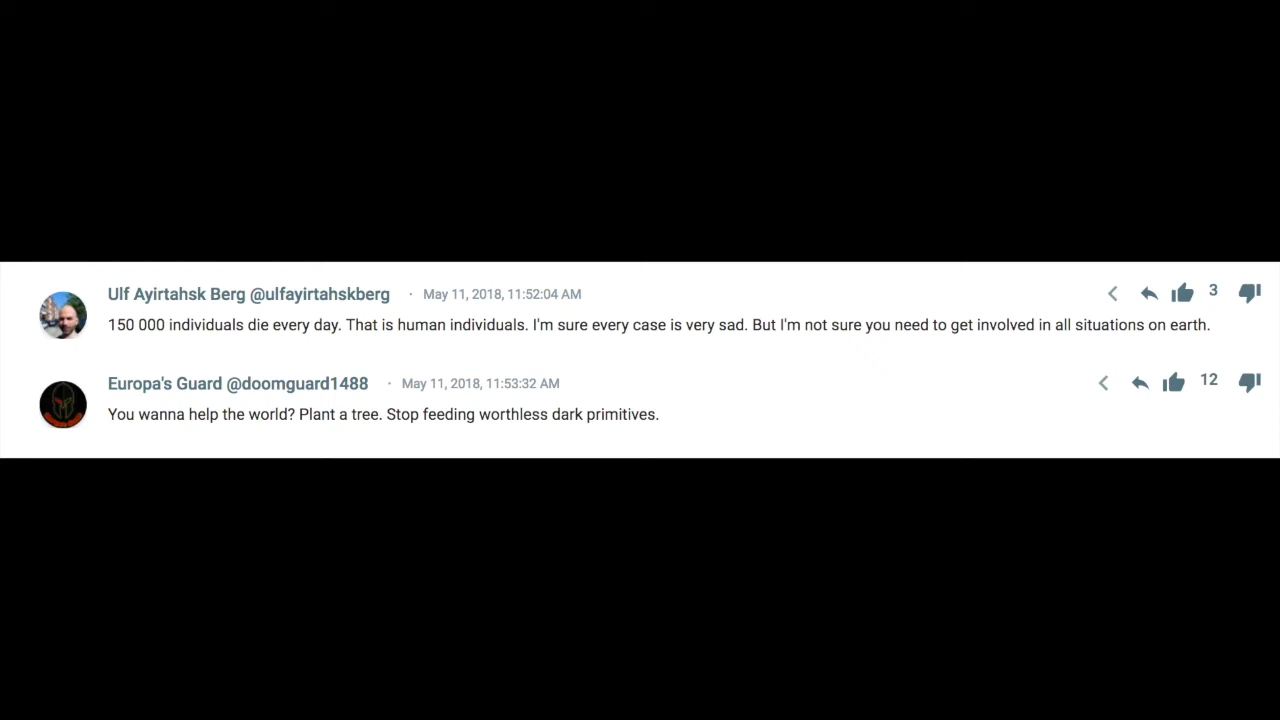 Ulf Ayirtahsk Berg @ulfayirtahskberg · May 11, 2018, 11:52:04 AM 3
150 000 individuals die every day. That is human individuals. I'm sure every case is very sad. But I'm not sure you need to get involved in all situations on earth.
Europa's Guard @doomguard1488 · May 11, 2018, 11:53:32 AM 12
You wanna help the world? Plant a tree. Stop feeding worthless dark primitives.